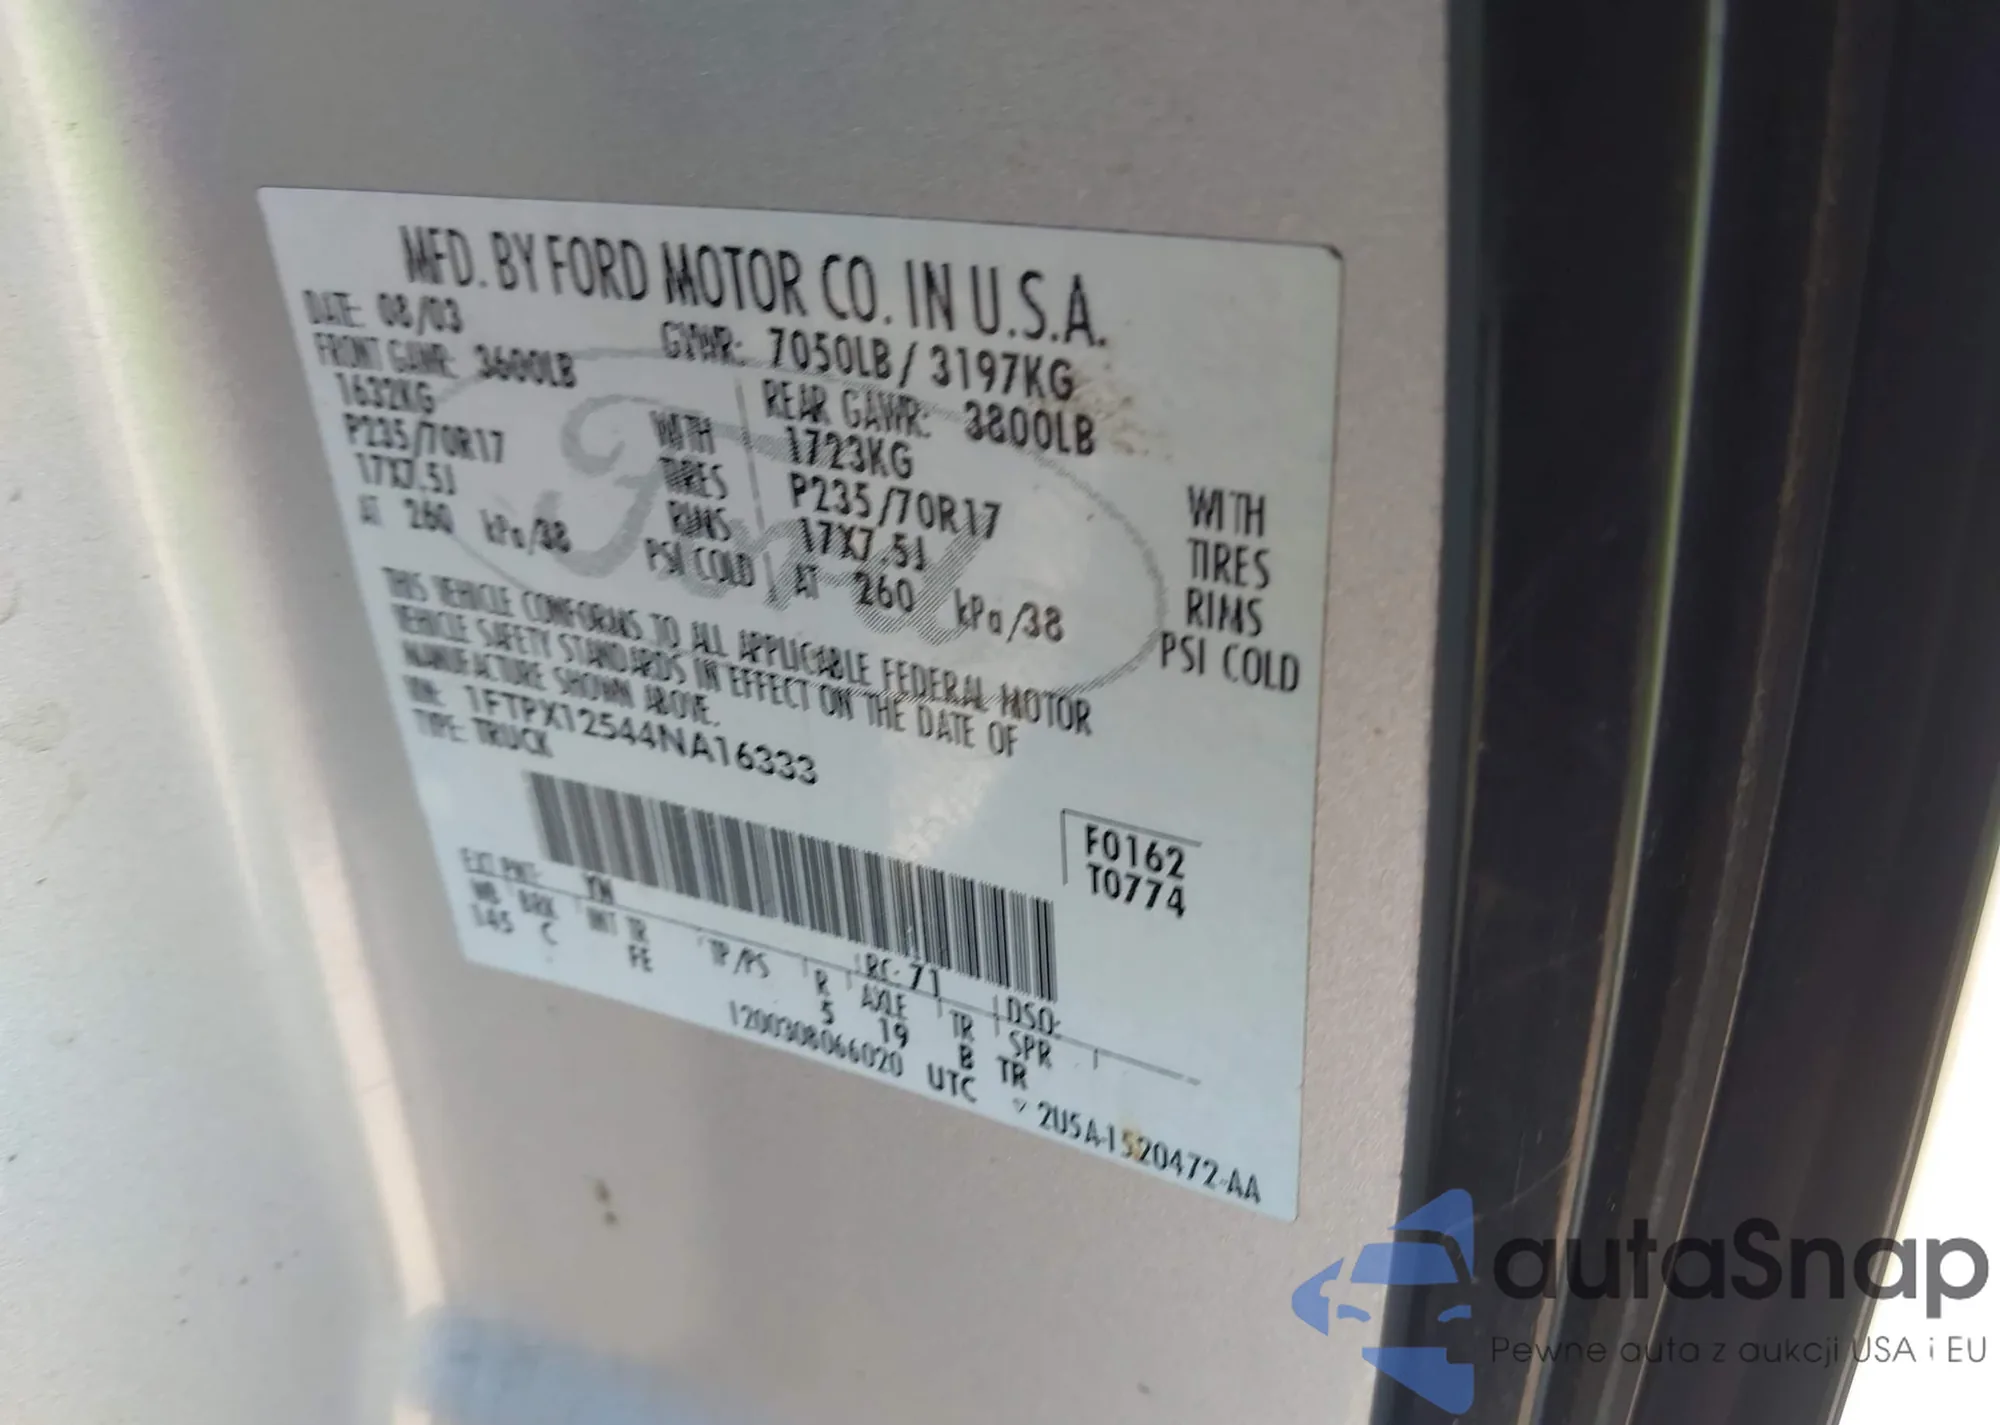 MFD. BY FORD MOTOR CO. IN U.S.A.
DATE: 08/03 GVWR: 7050LB / 3197KG
FRONT GAWR: 3600LB REAR GAWR: 3800LB
1632KG WITH 1723KG WITH
P235/70R17 TIRES P235/70R17 TIRES
17X7.5J RIMS 17X7.5J RIMS
AT 260 kPa/38 PSI COLD AT 260 kPa/38 PSI COLD
Ford
THIS VEHICLE CONFORMS TO ALL APPLICABLE FEDERAL MOTOR
VEHICLE SAFETY STANDARDS IN EFFECT ON THE DATE OF
MANUFACTURE SHOWN ABOVE.
VIN: 1FTPX12544NA16333
TYPE: TRUCK
F0162
T0774
EXT PNT: YN RC: 71 DSO:
WB BRK INT TR TP/PS R AXLE TR SPR
145 C FE 5 19 B TR
1200308066020 UTC
2U5A-1520472-AA
autaSnap
Pewne auta z aukcji USA i EU